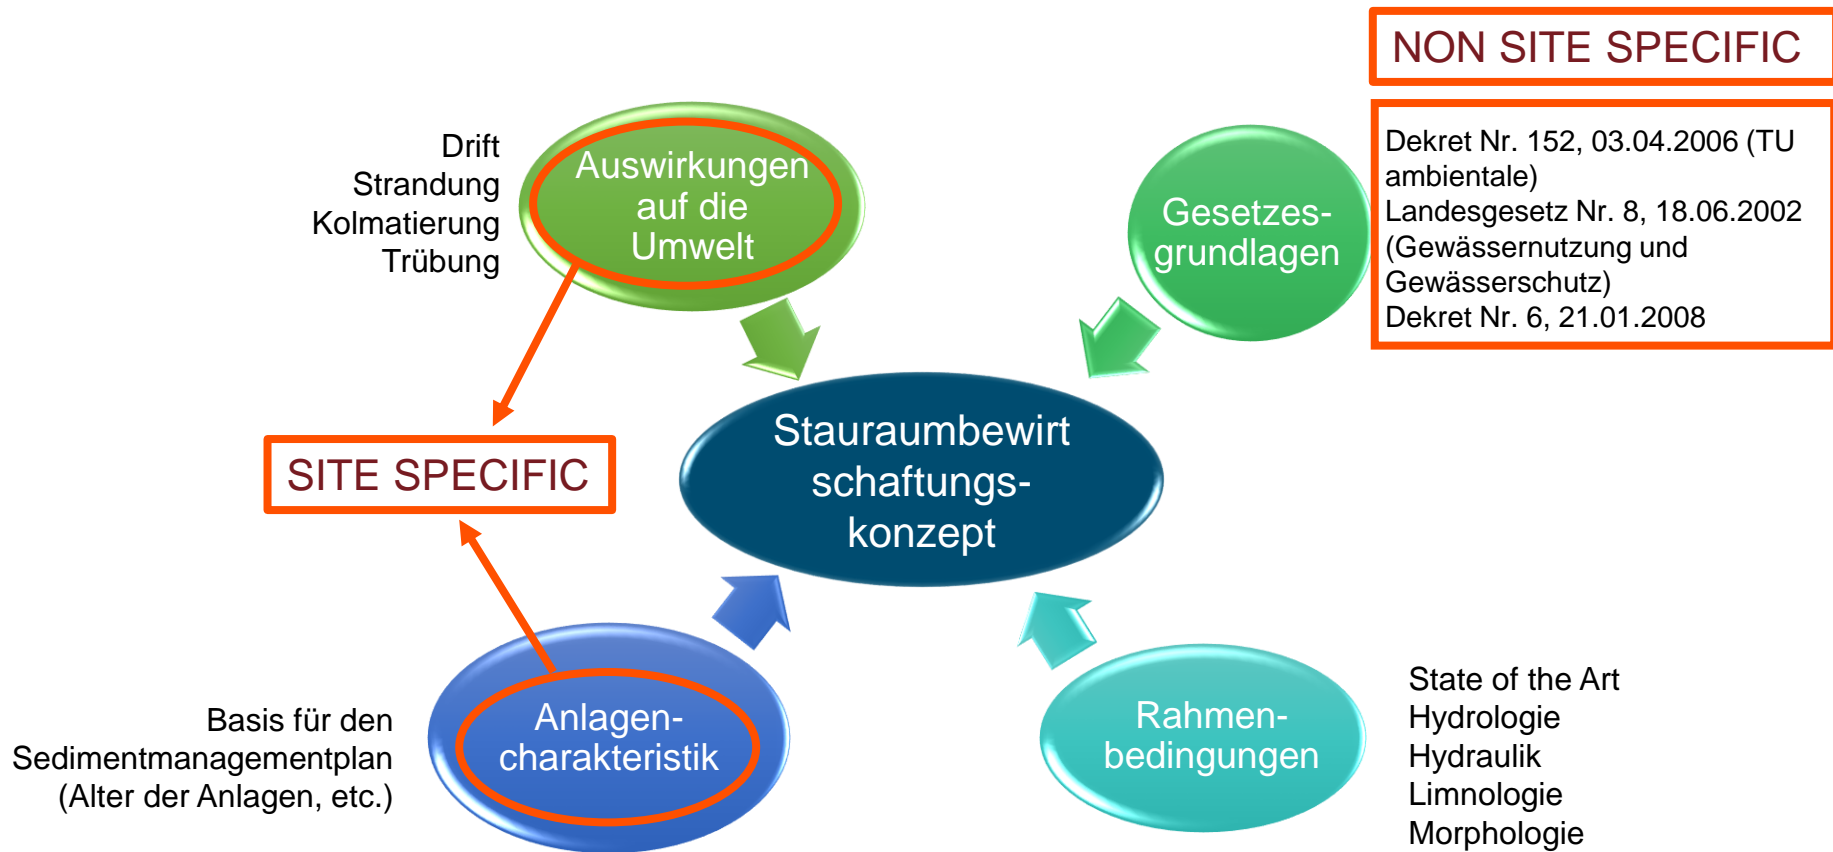 NON SITE SPECIFIC
Drift
Strandung
Kolmatierung
Trübung
Auswirkungen
auf die
Umwelt
Gesetzes-
grundlagen
Dekret Nr. 152, 03.04.2006 (TU
ambientale)
Landesgesetz Nr. 8, 18.06.2002
(Gewässernutzung und
Gewässerschutz)
Dekret Nr. 6, 21.01.2008
SITE SPECIFIC
Stauraumbewirt
schaftungs-
konzept
Basis für den
Sedimentmanagementplan
(Alter der Anlagen, etc.)
Anlagen-
charakteristik
Rahmen-
bedingungen
State of the Art
Hydrologie
Hydraulik
Limnologie
Morphologie